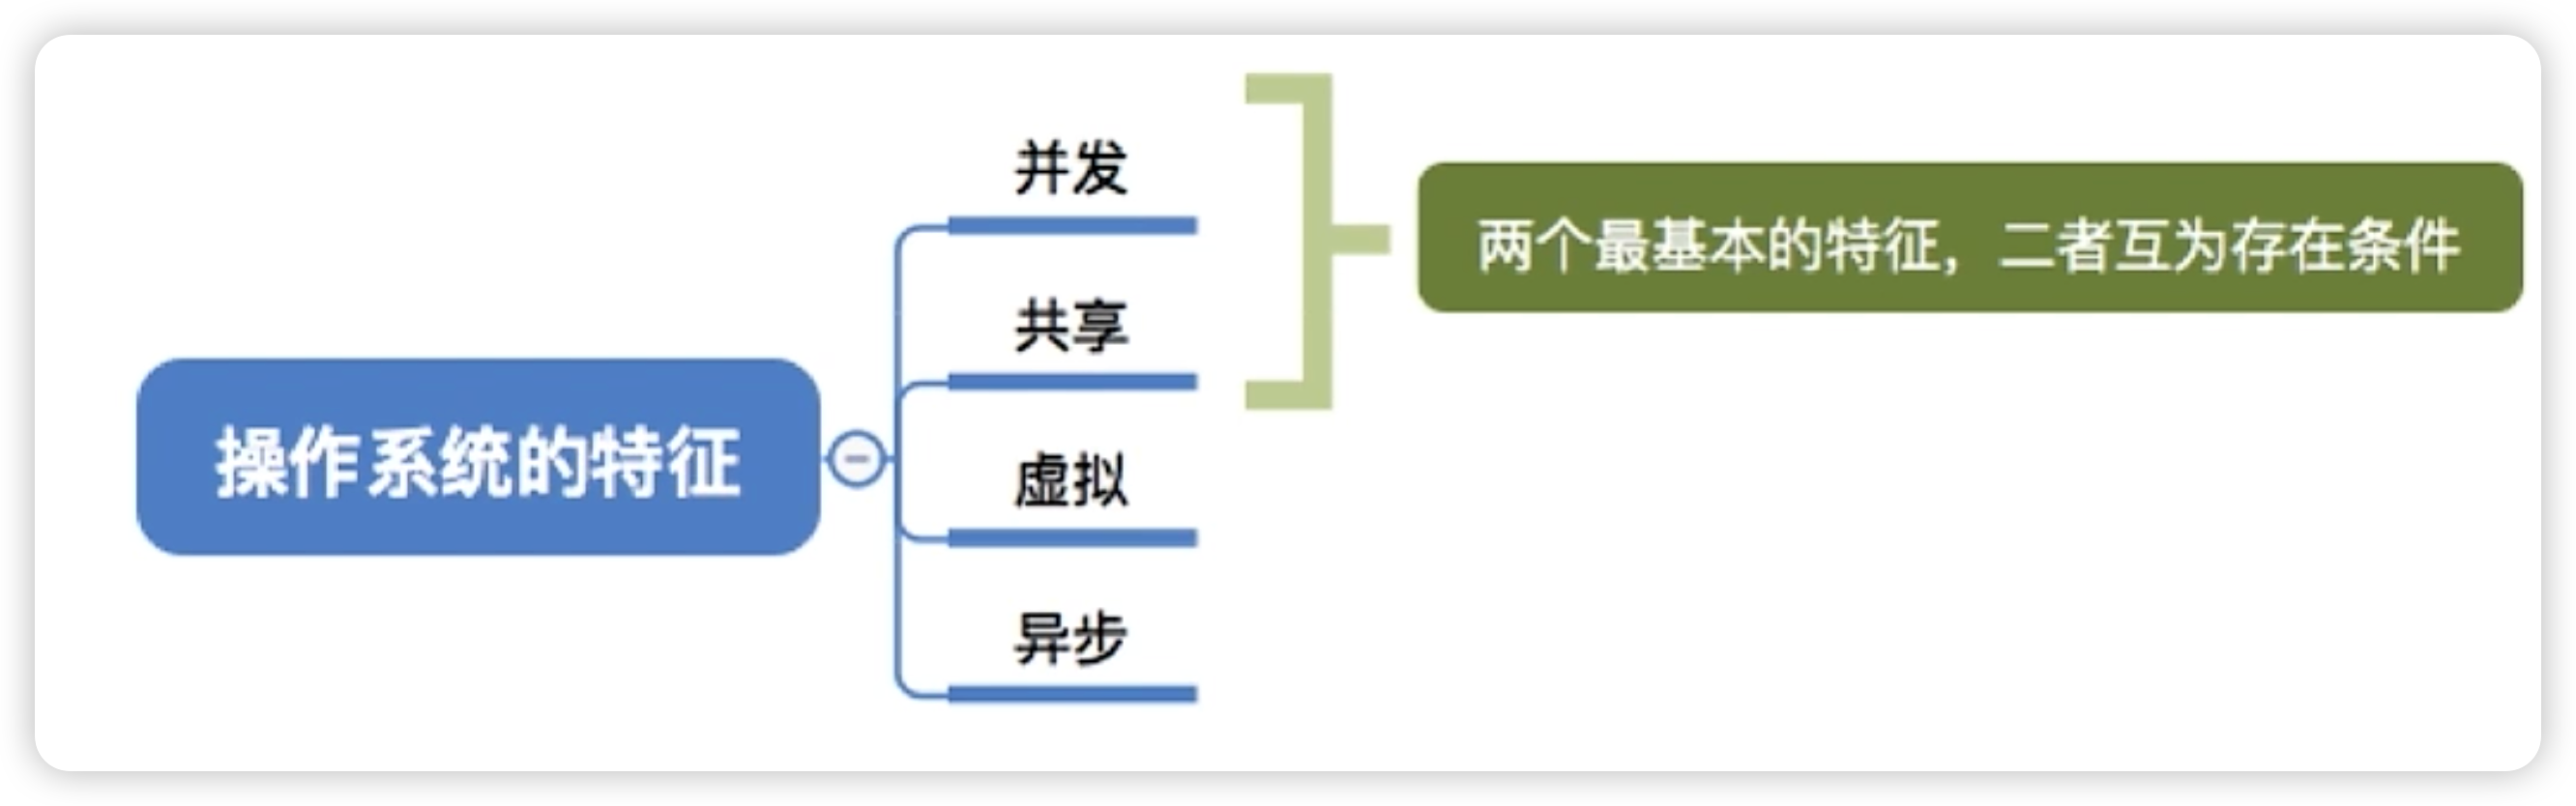 并发
两个最基本的特征，二者互为存在条件
共享
操作系统的特征
虚拟
异步